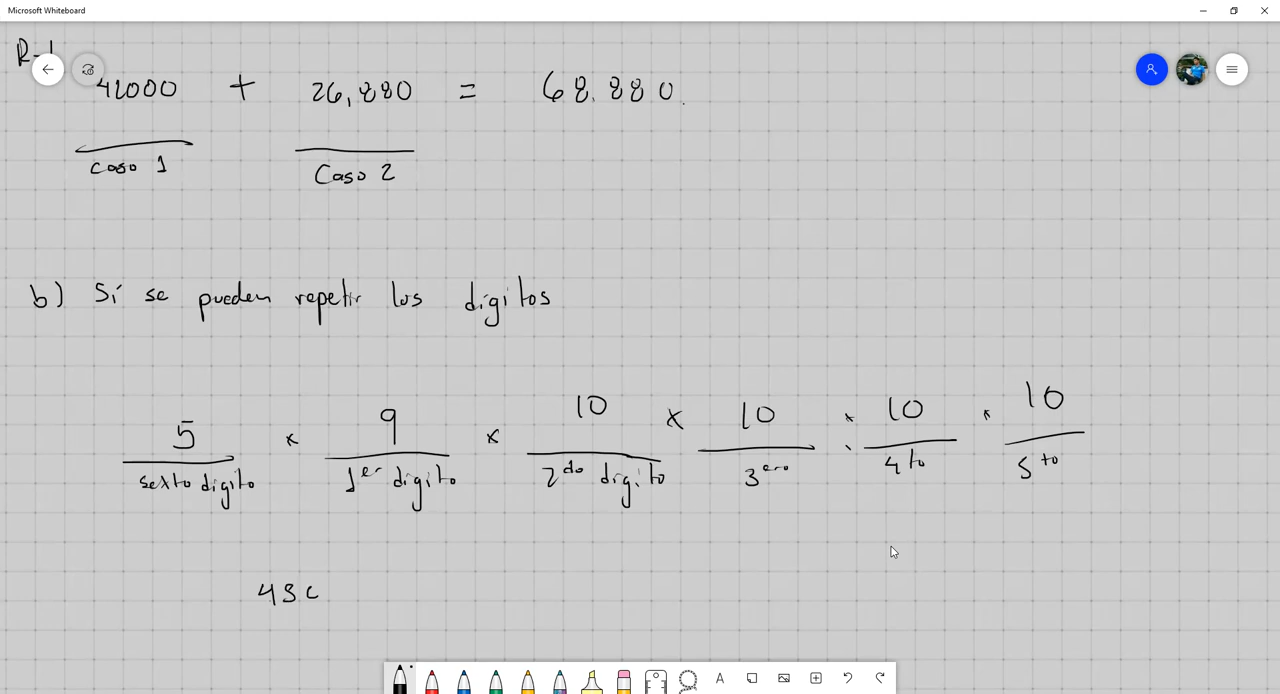 Microsoft Whiteboard
42000 + 26,880 = 68.880.
Caso 1 Caso 2
b) Sí se pueden repetir los dígitos
5 x 9 x 10 x 10 x 10 x 10
sexto dígito 1er dígito 2do dígito 3ero 4to 5to